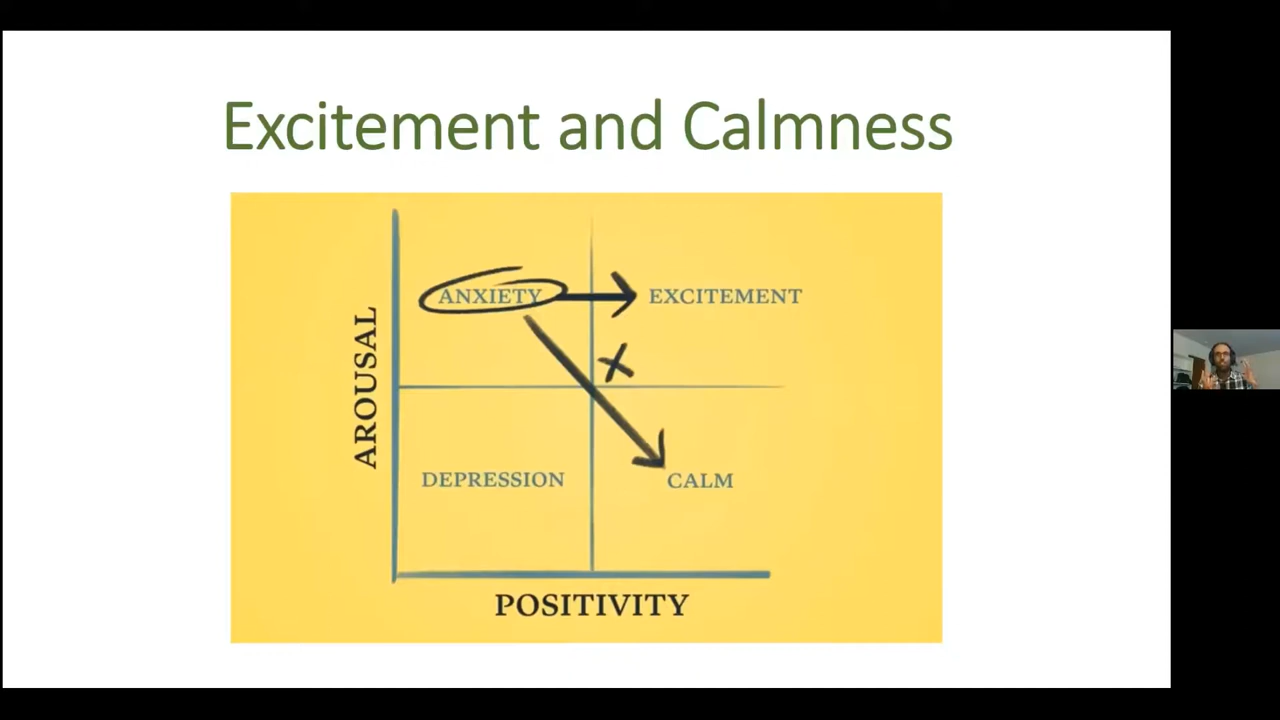 Excitement and Calmness
ANXIETY
EXCITEMENT
AROUSAL
DEPRESSION
CALM
POSITIVITY